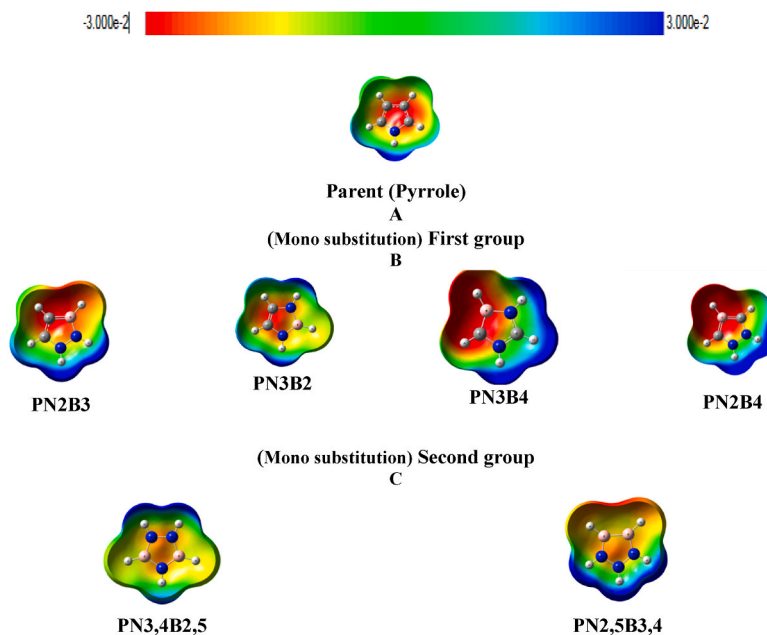 -3.000e-2 3.000e-2
Parent (Pyrrole)
A
(Mono substitution) First group
B
PN2B3 PN3B2 PN3B4 PN2B4
(Mono substitution) Second group
C
PN3,4B2,5 PN2,5B3,4